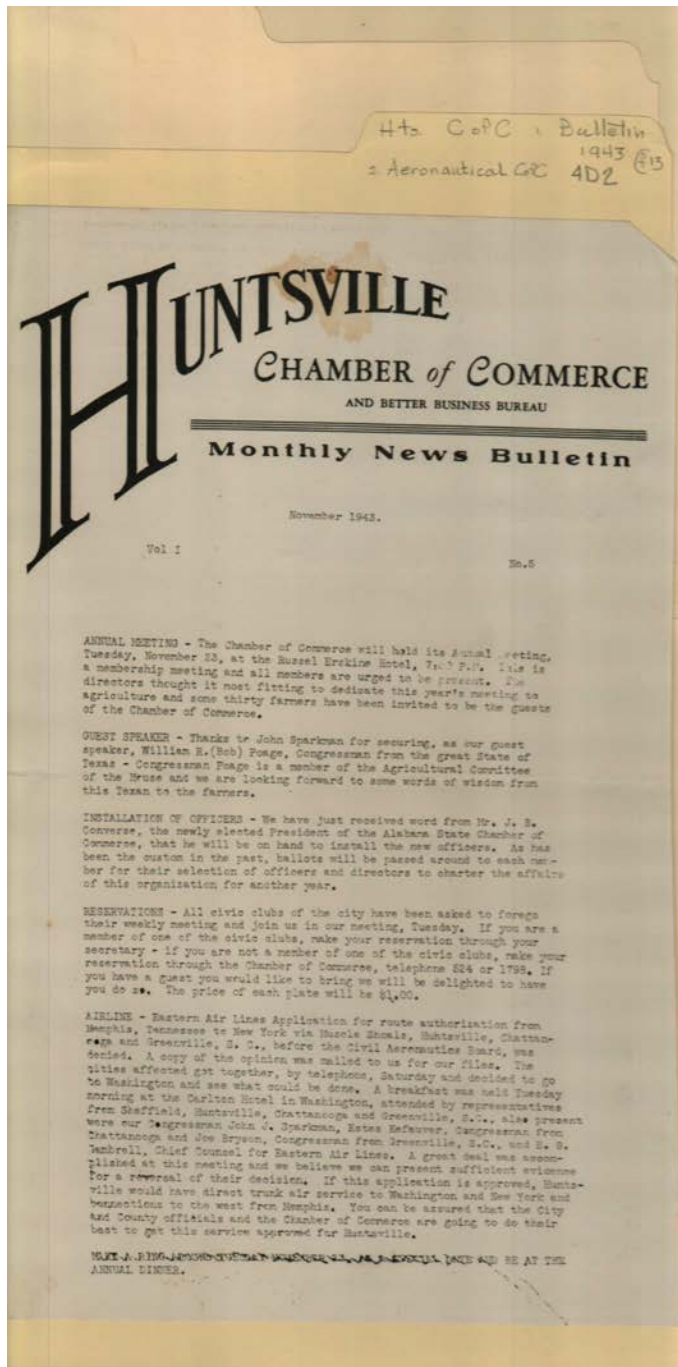 Hts CofC 1 Bulletin
1943
2 Aeronautical CofC 4D2
HUNTSVILLE
CHAMBER of COMMERCE
AND BETTER BUSINESS BUREAU
Monthly News Bulletin
November 1943.
Vol I
No.5
ANNUAL MEETING - The Chamber of Commerce will hold its Annual Meeting,
Tuesday, November 23, at the Russel Erskine Hotel, P.M. This is
a membership meeting and all members are urged to be present. The
directors thought it most fitting to dedicate this year's meeting to
agriculture and some thirty farmers have been invited to be the guests
of the Chamber of Commerce.
GUEST SPEAKER - Thanks to John Sparkman for securing, as our guest
speaker, William R.(Bob) Poage, Congressman from the great State of
Texas - Congressman Poage is a member of the Agricultural Committee
of the House and we are looking forward to some words of wisdom from
this Texan to the farmers.
INSTALLATION OF OFFICERS - We have just received word from Mr. J. B.
Converse, the newly elected President of the Alabama State Chamber of
Commerce, that he will be on hand to install the new officers. As has
been the custom in the past, ballots will be passed around to each mem-
ber for their selection of officers and directors to charter the affairs
of this organization for another year.
RESERVATIONS - All civic clubs of the city have been asked to forego
their weekly meeting and join us in our meeting, Tuesday. If you are a
member of one of the civic clubs, make your reservation through your
secretary - if you are not a member of one of the civic clubs, make your
reservation through the Chamber of Commerce, telephone 524 or 1798. If
you have a guest you would like to bring we will be delighted to have
you do so. The price of each plate will be $1.00.
AIRLINE - Eastern Air Lines Application for route authorization from
Memphis, Tennessee to New York via Muscle Shoals, Huntsville, Chattan-
ooga and Greenville, S. C., before the Civil Aeronautics Board, was
denied. A copy of the opinion was mailed to us for our files. The
cities affected got together, by telephone, Saturday and decided to go
to Washington and see what could be done. A breakfast was held Tuesday
morning at the Carlton Hotel in Washington, attended by representatives
from Sheffield, Huntsville, Chattanooga and Greenville, S.C., also present
were our Congressman John J. Sparkman, Estes Kefauver, Congressman from
Chattanooga and Joe Bryson, Congressman from Greenville, S.C., and E. S.
Gambrell, Chief Counsel for Eastern Air Lines. A great deal was accom-
plished at this meeting and we believe we can present sufficient evidence
for a reversal of their decision. If this application is approved, Hunts-
ville would have direct trunk air service to Washington and New York and
connections to the west from Memphis. You can be assured that the City
and County officials and the Chamber of Commerce are going to do their
best to get this service approved for Huntsville.
MAKE A RING AROUND TUESDAY DATE AND BE AT THE
ANNUAL DINNER.